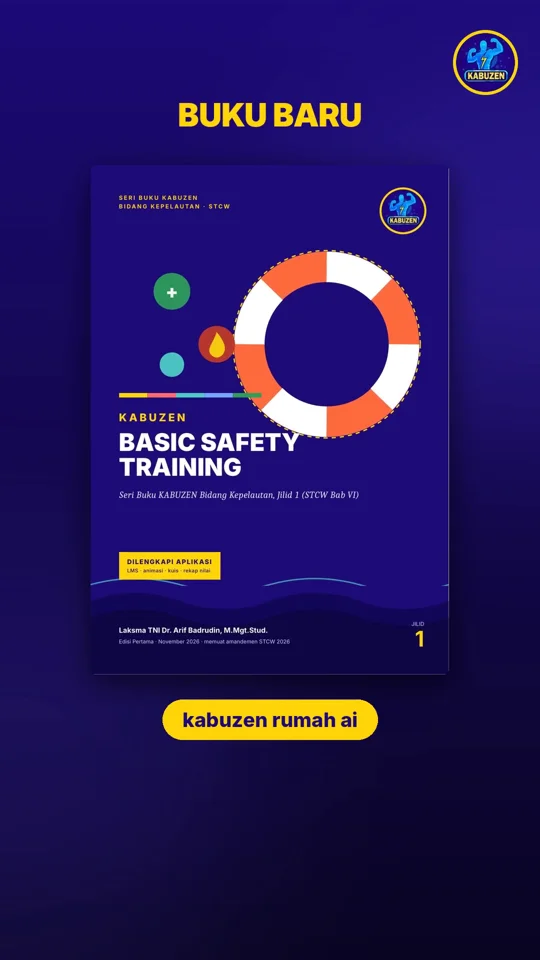 KABUZEN
BUKU BARU
SERI BUKU KABUZEN
BIDANG KEPELAUTAN · STCW
KABUZEN
KABUZEN
BASIC SAFETY
TRAINING
Seri Buku KABUZEN Bidang Kepelautan, Jilid 1 (STCW Bab VI)
DILENGKAPI APLIKASI
LMS · animasi · kuis · rekap nilai
Laksma TNI Dr. Arif Badrudin, M.Mgt.Stud.
Edisi Pertama · November 2026 · memuat amandemen STCW 2026
JILID
1
kabuzen rumah ai